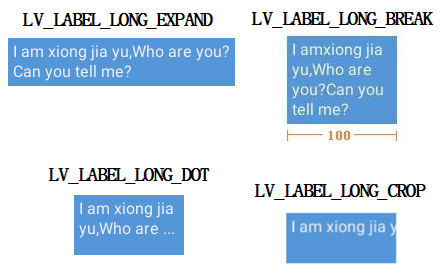 LV_LABEL_LONG_EXPAND
I am xiong jia yu,Who are you?
Can you tell me?
LV_LABEL_LONG_BREAK
I amxiong jia
yu,Who are
you?Can you
tell me?
100
LV_LABEL_LONG_DOT
I am xiong jia
yu,Who are ...
LV_LABEL_LONG_CROP
I am xiong jia y